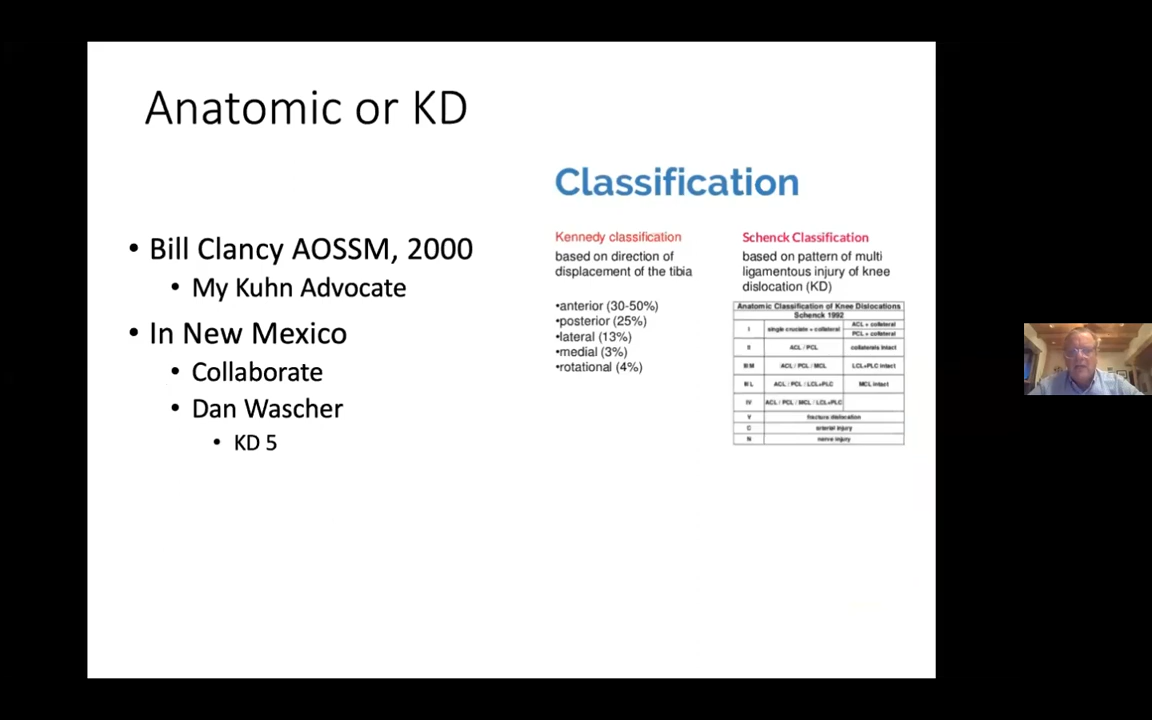 Anatomic or KD
• Bill Clancy AOSSM, 2000
• My Kuhn Advocate
• In New Mexico
• Collaborate
• Dan Wascher
• KD 5
Classification
Kennedy classification
based on direction of
displacement of the tibia
•anterior (30-50%)
•posterior (25%)
•lateral (13%)
•medial (3%)
•rotational (4%)
Schenck Classification
based on pattern of multi
ligamentous injury of knee
dislocation (KD)
Anatomic Classification of Knee Dislocations
Schenck 1992
I single cruciate + collateral ACL + collateral
PCL + collateral
II ACL / PCL collaterals intact
III M ACL / PCL / MCL LCL+PLC intact
III L ACL / PCL / LCL+PLC MCL intact
IV ACL / PCL / MCL / LCL+PLC
V fracture dislocation
C arterial injury
N nerve injury